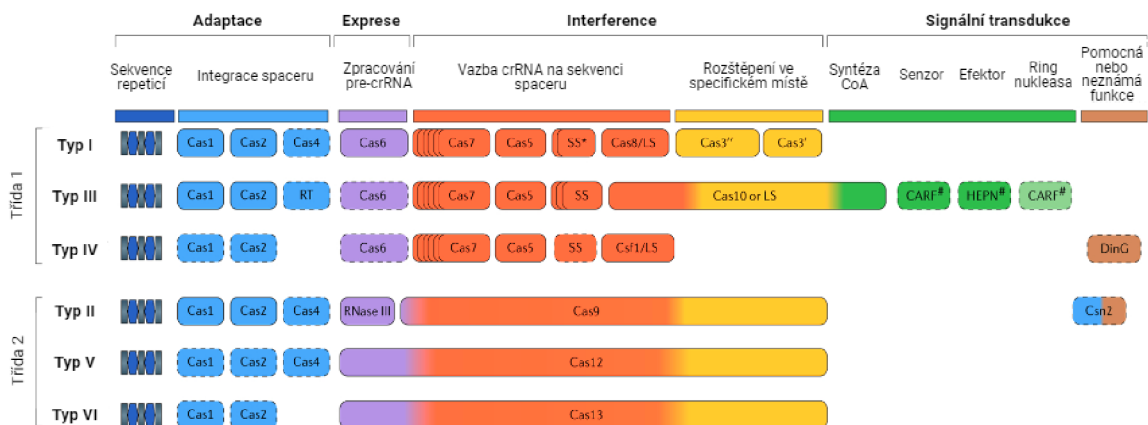 Adaptace Exprese Interference Signální transdukce
Sekvence repeticí
Integrace spaceru
Zpracování pre-crRNA
Vazba crRNA na sekvenci spaceru
Rozštěpení ve specifickém místě
Syntéza CoA
Senzor
Efektor
Ring nukleasa
Pomocná nebo neznámá funkce
Třída 1
Typ I Cas1 Cas2 Cas4 Cas6 Cas7 Cas5 SS* Cas8/LS Cas3′′ Cas3′
Typ III Cas1 Cas2 RT Cas6 Cas7 Cas5 SS Cas10 or LS CARF# HEPN# CARF#
Typ IV Cas1 Cas2 Cas6 Cas7 Cas5 SS Csf1/LS DinG
Třída 2
Typ II Cas1 Cas2 Cas4 RNase III Cas9 Csn2
Typ V Cas1 Cas2 Cas4 Cas12
Typ VI Cas1 Cas2 Cas13